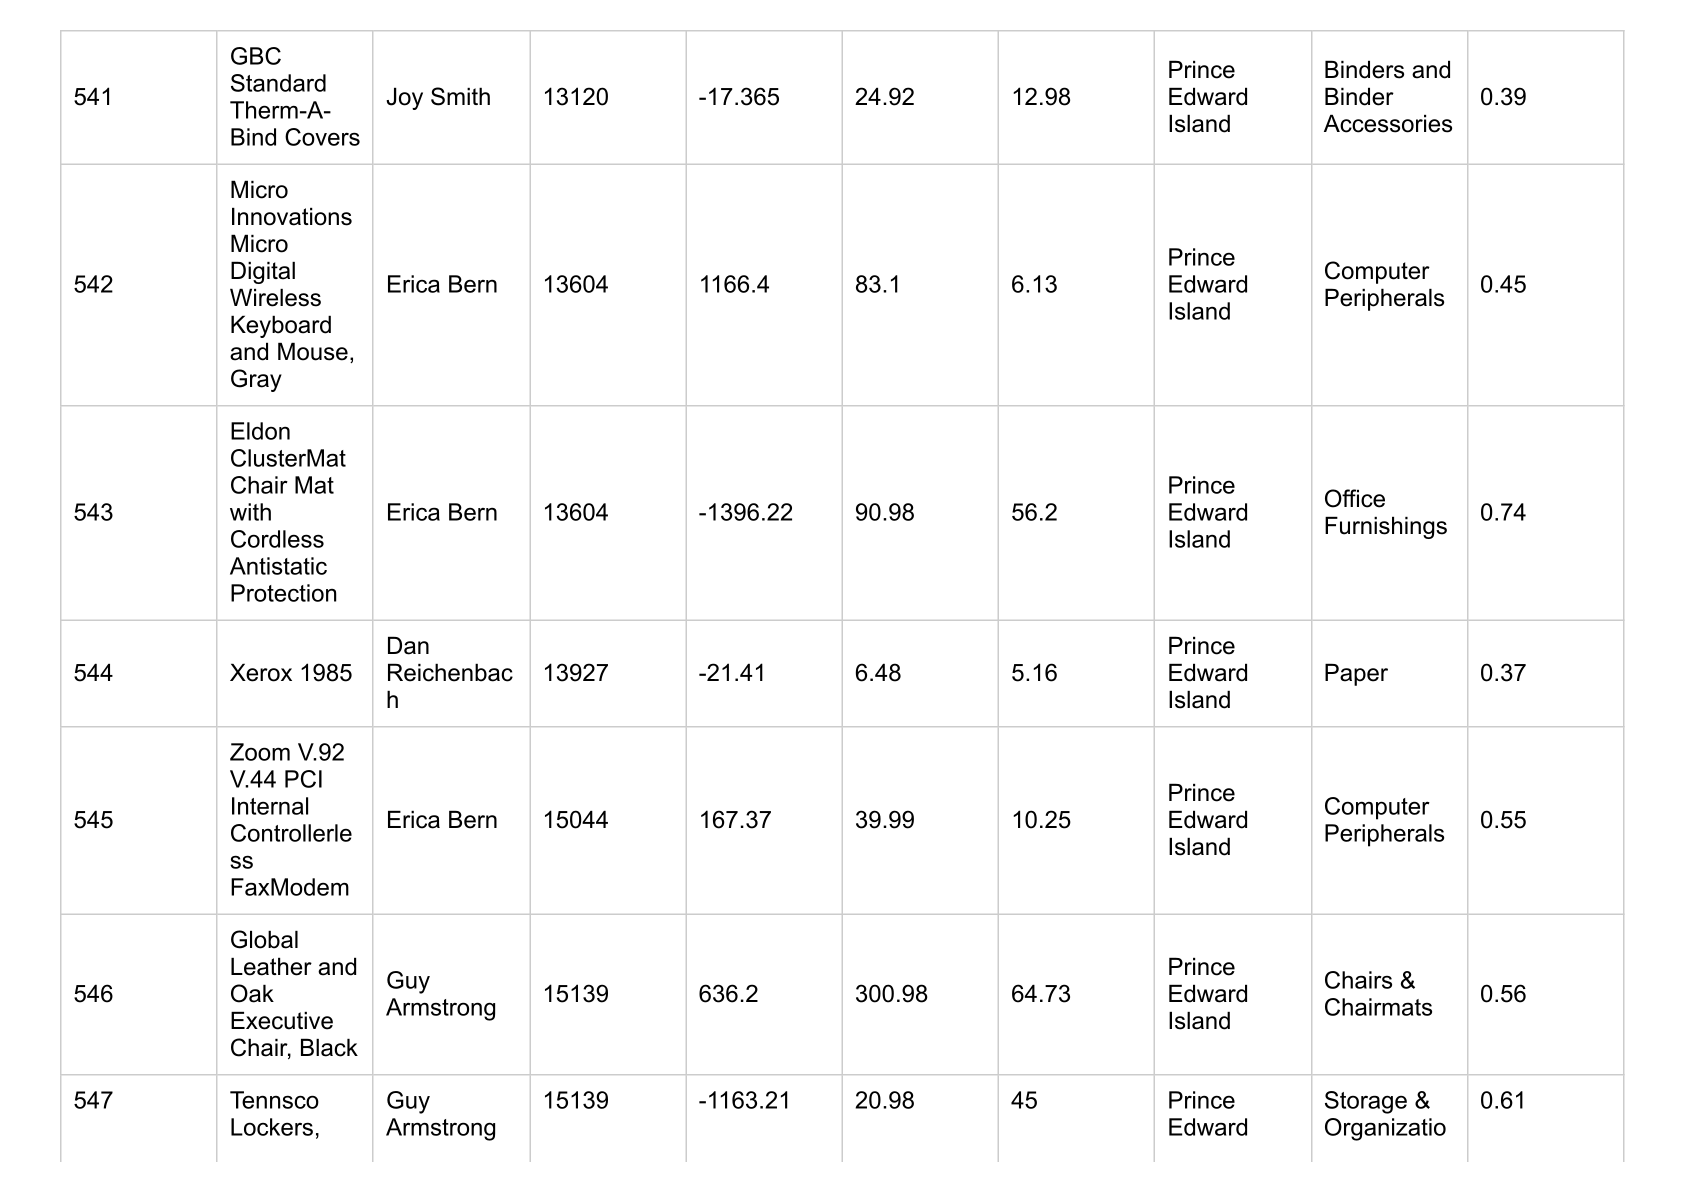 541
GBC
Standard
Therm-A-
Bind Covers
Joy Smith
13120
-17.365
24.92
12.98
Prince
Edward
Island
Binders and
Binder
Accessories
0.39
542
Micro
Innovations
Micro
Digital
Wireless
Keyboard
and Mouse,
Gray
Erica Bern
13604
1166.4
83.1
6.13
Prince
Edward
Island
Computer
Peripherals
0.45
543
Eldon
ClusterMat
Chair Mat
with
Cordless
Antistatic
Protection
Erica Bern
13604
-1396.22
90.98
56.2
Prince
Edward
Island
Office
Furnishings
0.74
544
Xerox 1985
Dan
Reichenbac
h
13927
-21.41
6.48
5.16
Prince
Edward
Island
Paper
0.37
545
Zoom V.92
V.44 PCI
Internal
Controllerle
ss
FaxModem
Erica Bern
15044
167.37
39.99
10.25
Prince
Edward
Island
Computer
Peripherals
0.55
546
Global
Leather and
Oak
Executive
Chair, Black
Guy
Armstrong
15139
636.2
300.98
64.73
Prince
Edward
Island
Chairs &
Chairmats
0.56
547
Tennsco
Lockers,
Guy
Armstrong
15139
-1163.21
20.98
45
Prince
Edward
Storage &
Organizatio
0.61